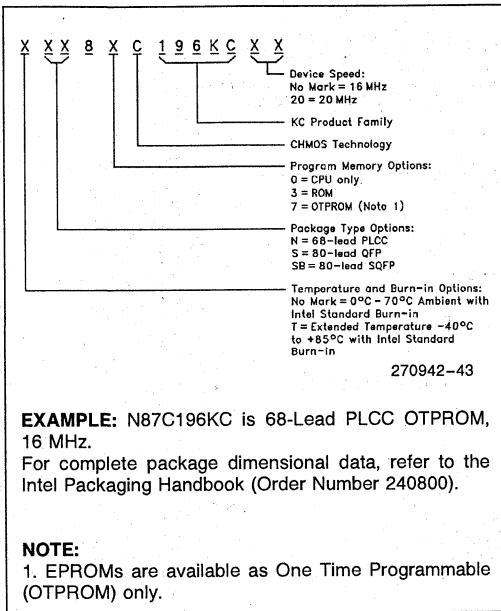 X XX 8 X C 196KC XX
Device Speed:
No Mark = 16 MHz
20 = 20 MHz
KC Product Family
CHMOS Technology
Program Memory Options:
0 = CPU only.
3 = ROM
7 = OTPROM (Note 1)
Package Type Options:
N = 68-lead PLCC
S = 80-lead QFP
SB = 80-lead SQFP
Temperature and Burn-in Options:
No Mark = 0°C - 70°C Ambient with
Intel Standard Burn-in
T = Extended Temperature -40°C
to +85°C with Intel Standard
Burn-in
270942-43
EXAMPLE: N87C196KC is 68-Lead PLCC OTPROM,
16 MHz.
For complete package dimensional data, refer to the
Intel Packaging Handbook (Order Number 240800).
NOTE:
1. EPROMs are available as One Time Programmable
(OTPROM) only.